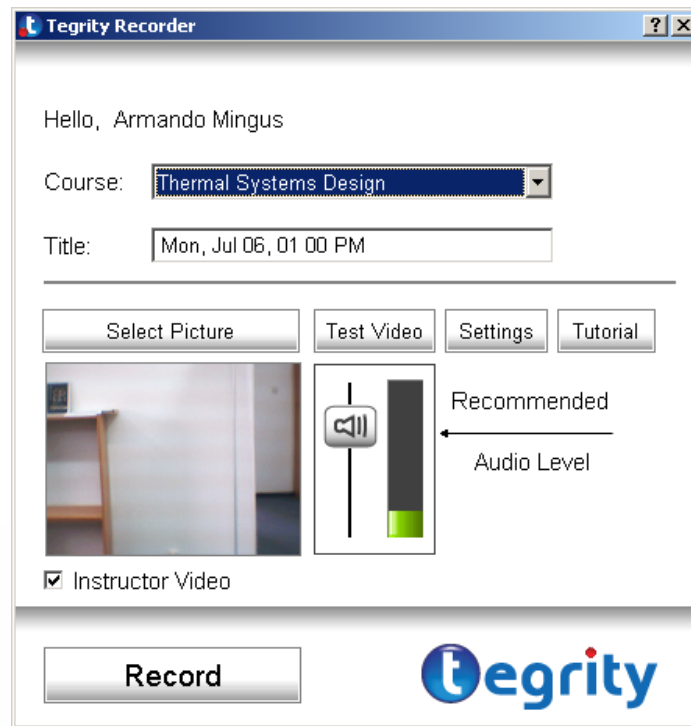 Tegrity Recorder
Hello, Armando Mingus
Course: Thermal Systems Design
Title: Mon, Jul 06, 01 00 PM
Select Picture Test Video Settings Tutorial
Recommended
Audio Level
Instructor Video
Record
tegrity